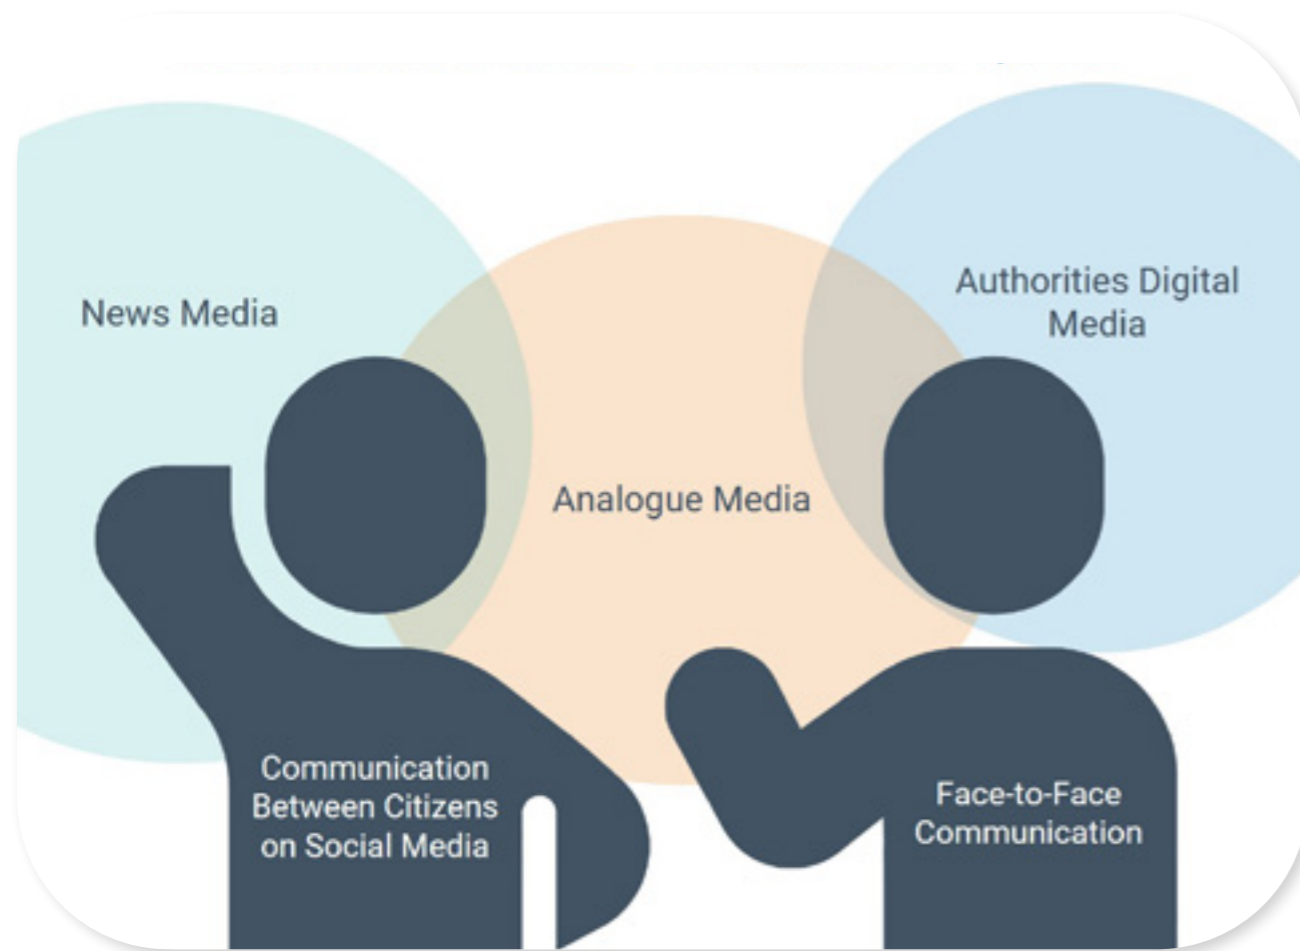 News Media
Authorities Digital
Media
Analogue Media
Communication
Between Citizens
on Social Media
Face-to-Face
Communication